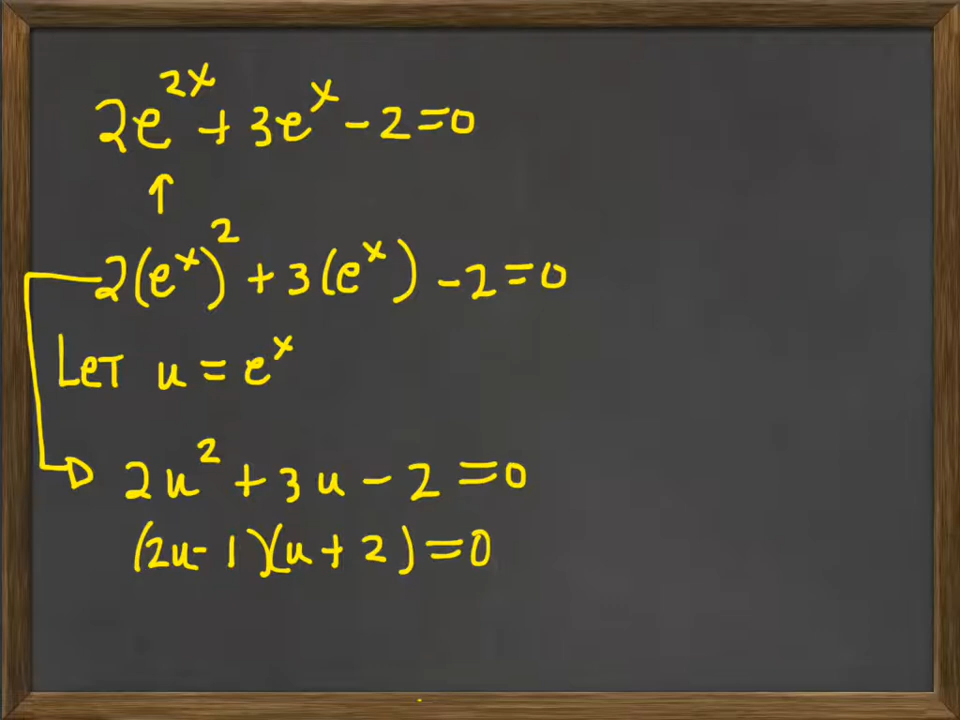 2e^{2x} + 3e^x - 2 = 0
↑
2(e^x)^2 + 3(e^x) - 2 = 0
LET u = e^x
2u^2 + 3u - 2 = 0
(2u - 1)(u + 2) = 0